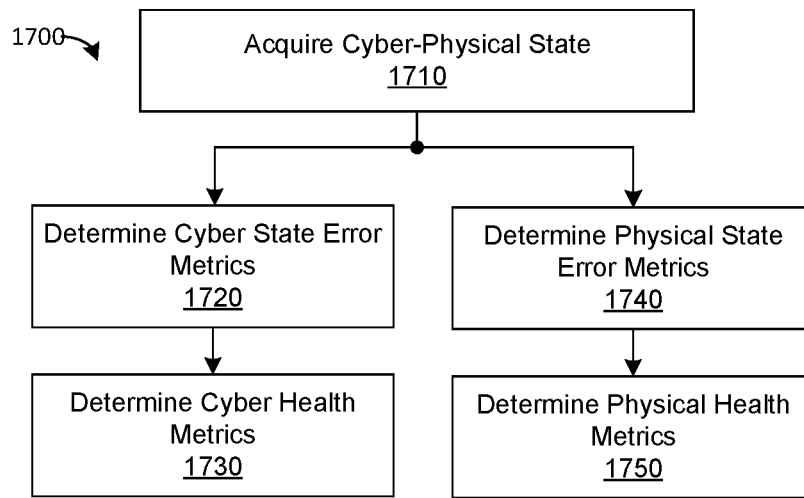 1700
Acquire Cyber-Physical State
1710
Determine Cyber State Error
Metrics
1720
Determine Physical State
Error Metrics
1740
Determine Cyber Health
Metrics
1730
Determine Physical Health
Metrics
1750